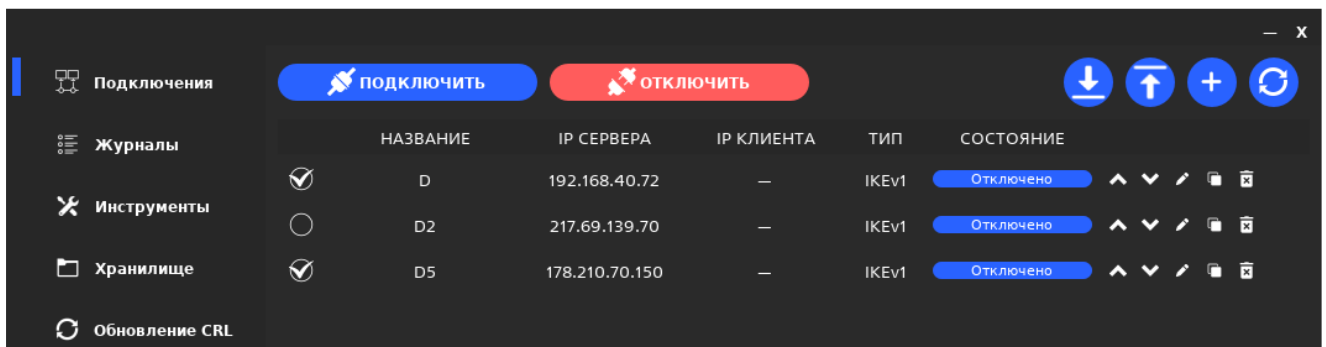 — X
Подключения
ПОДКЛЮЧИТЬ ОТКЛЮЧИТЬ
Журналы
НАЗВАНИЕ IP СЕРВЕРА IP КЛИЕНТА ТИП СОСТОЯНИЕ
D 192.168.40.72 — IKEv1 Отключено
Инструменты
D2 217.69.139.70 — IKEv1 Отключено
Хранилище
D5 178.210.70.150 — IKEv1 Отключено
Обновление CRL